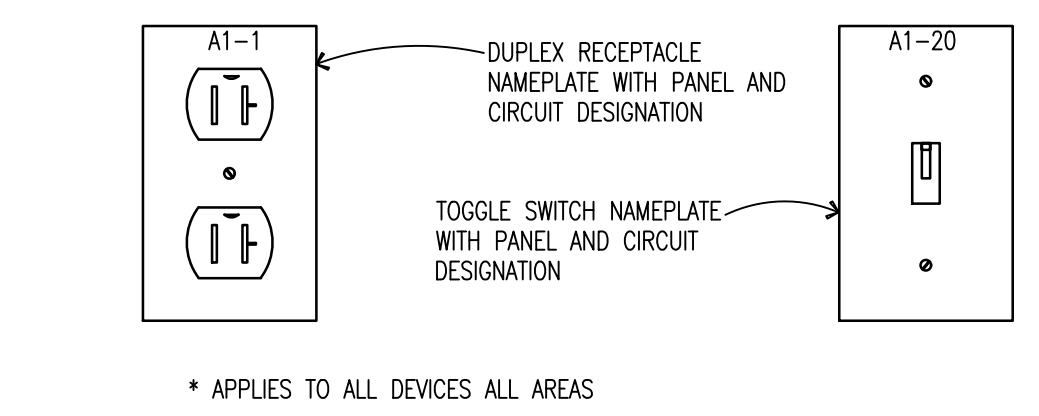 A1-1
DUPLEX RECEPTACLE
NAMEPLATE WITH PANEL AND
CIRCUIT DESIGNATION
A1-20
TOGGLE SWITCH NAMEPLATE
WITH PANEL AND CIRCUIT
DESIGNATION
* APPLIES TO ALL DEVICES ALL AREAS